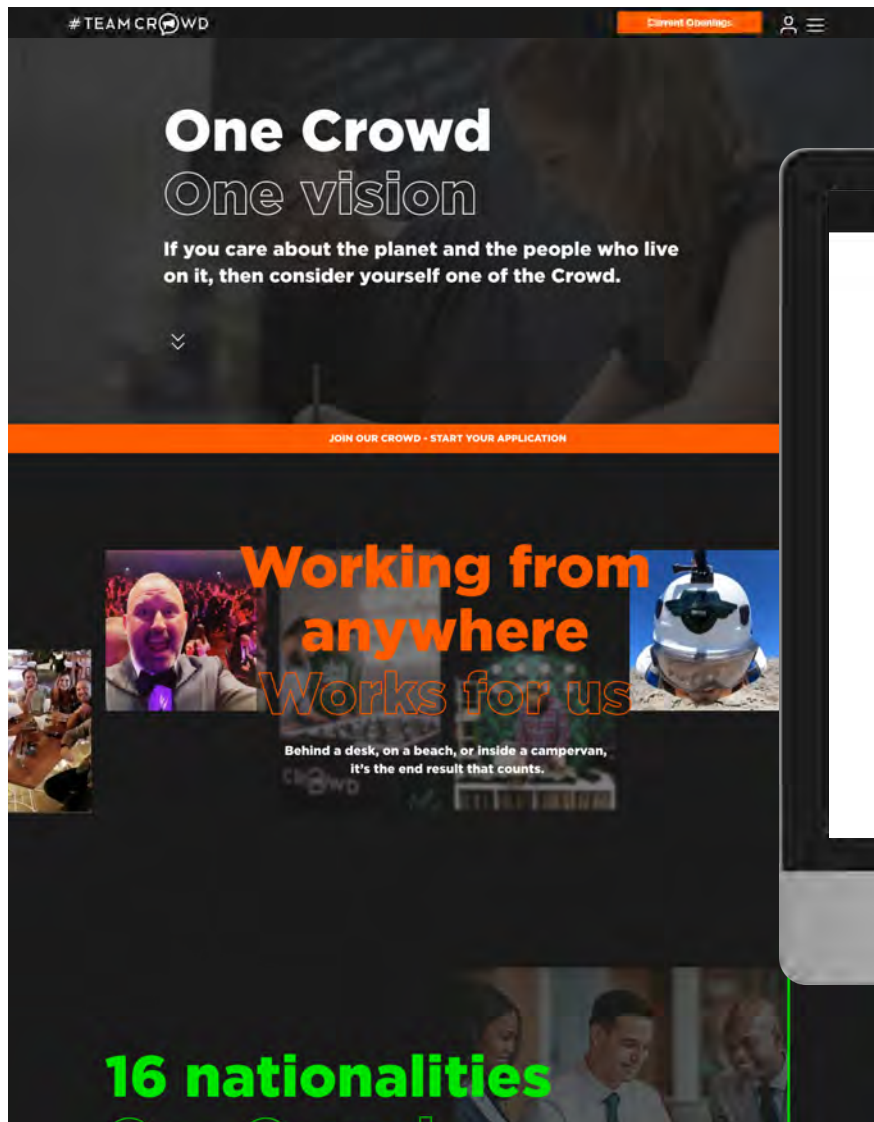 #TEAMCROWD
Current Openings
One Crowd
One vision
If you care about the planet and the people who live
on it, then consider yourself one of the Crowd.
JOIN OUR CROWD - START YOUR APPLICATION
Working from
anywhere
Works for us
Behind a desk, on a beach, or inside a campervan,
it's the end result that counts.
CROWD
16 nationalities